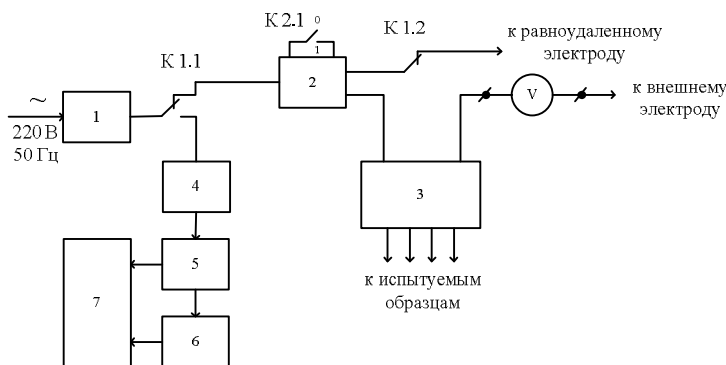 К 2.1
0
1
К 1.2
к равноудаленному
электроду
К 1.1
2
~
220 В
50 Гц
1
V
к внешнему
электроду
4
3
5
к испытуемым
образцам
7
6